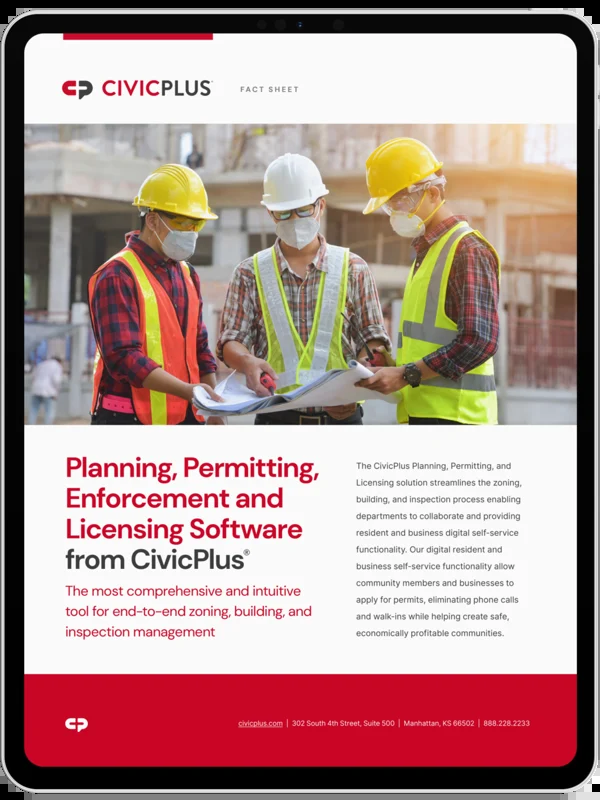 CIVICPLUS
FACT SHEET
Planning, Permitting,
Enforcement and
Licensing Software
from CivicPlus®
The most comprehensive and intuitive
tool for end-to-end zoning, building, and
inspection management
The CivicPlus Planning, Permitting, and
Licensing solution streamlines the zoning,
building, and inspection process enabling
departments to collaborate and providing
resident and business digital self-service
functionality. Our digital resident and
business self-service functionality allow
community members and businesses to
apply for permits, eliminating phone calls
and walk-ins while helping create safe,
economically profitable communities.
civicplus.com | 302 South 4th Street, Suite 500 | Manhattan, KS 66502 | 888.228.2233